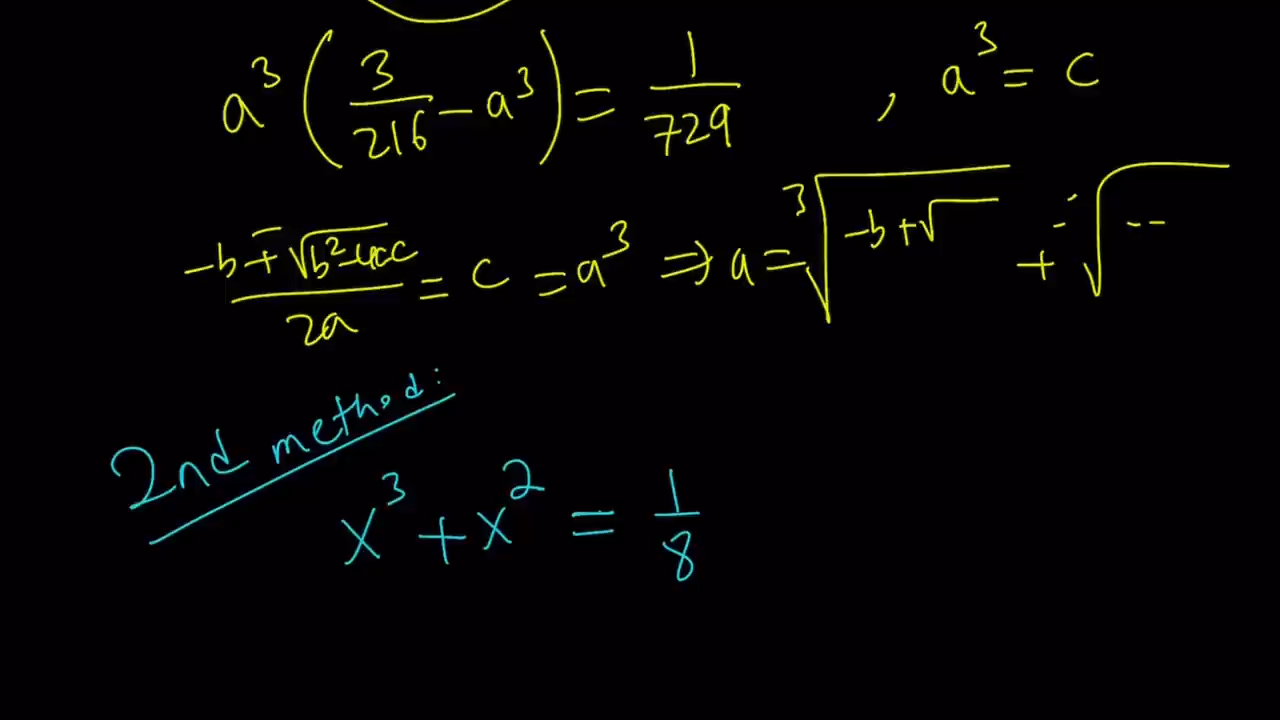 a³ (3/216 - a³) = 1/729 , a³ = c
(-b ∓ √(b²-4ac))/2a = c = a³ ⇒ a = ∛(-b+√ ) + ∛(--)
2nd method:
x³ + x² = 1/8